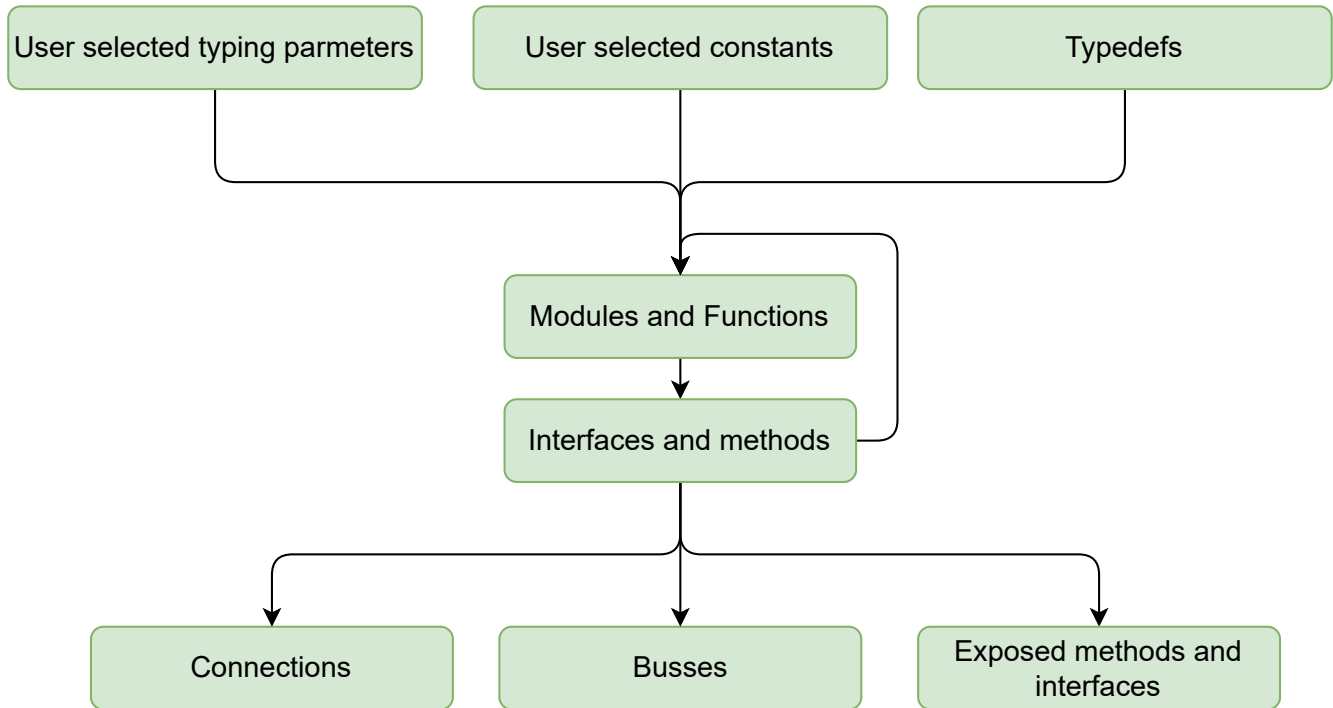 User selected typing parmeters
User selected constants
Typedefs
Modules and Functions
Interfaces and methods
Connections
Busses
Exposed methods and
interfaces